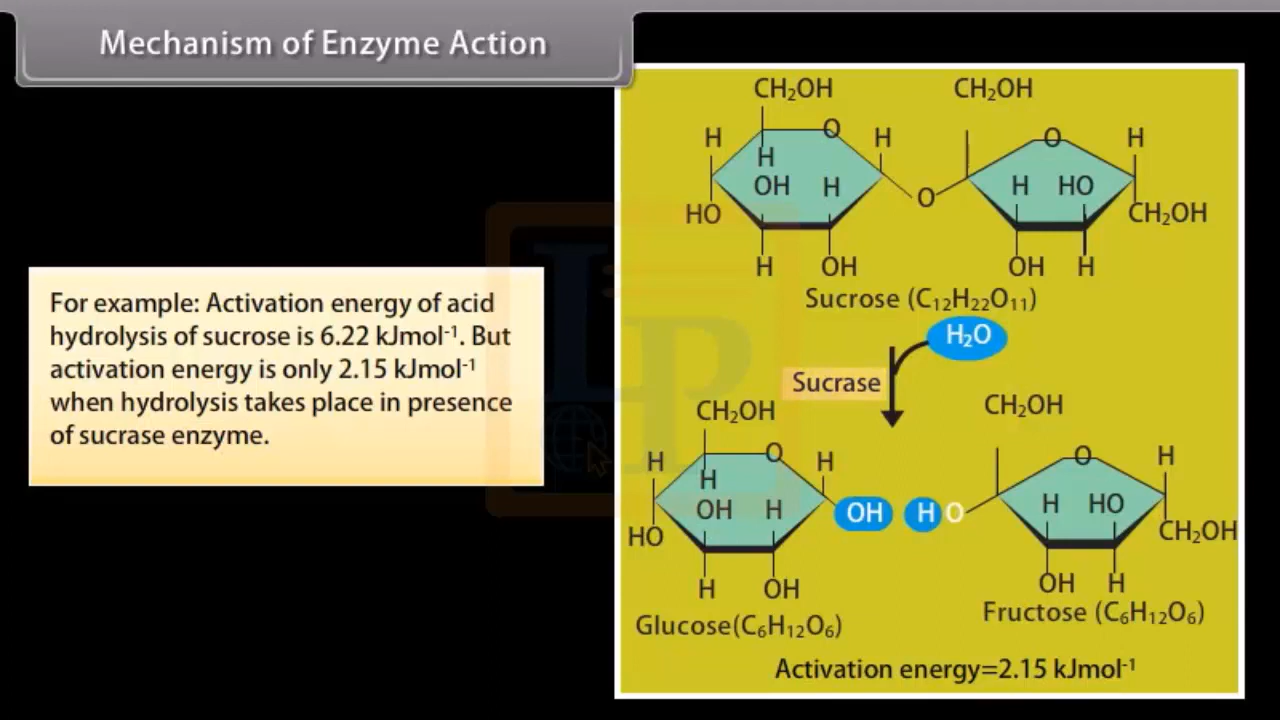 Mechanism of Enzyme Action
For example: Activation energy of acid
hydrolysis of sucrose is 6.22 kJmol⁻¹. But
activation energy is only 2.15 kJmol⁻¹
when hydrolysis takes place in presence
of sucrase enzyme.
CH₂OH CH₂OH
H O H O H
H
OH H H HO
HO O CH₂OH
H OH OH H
Sucrose (C₁₂H₂₂O₁₁)
H₂O
Sucrase
CH₂OH CH₂OH
H O H O H
H
OH H OH H O H HO
HO CH₂OH
H OH OH H
Glucose(C₆H₁₂O₆) Fructose (C₆H₁₂O₆)
Activation energy=2.15 kJmol⁻¹